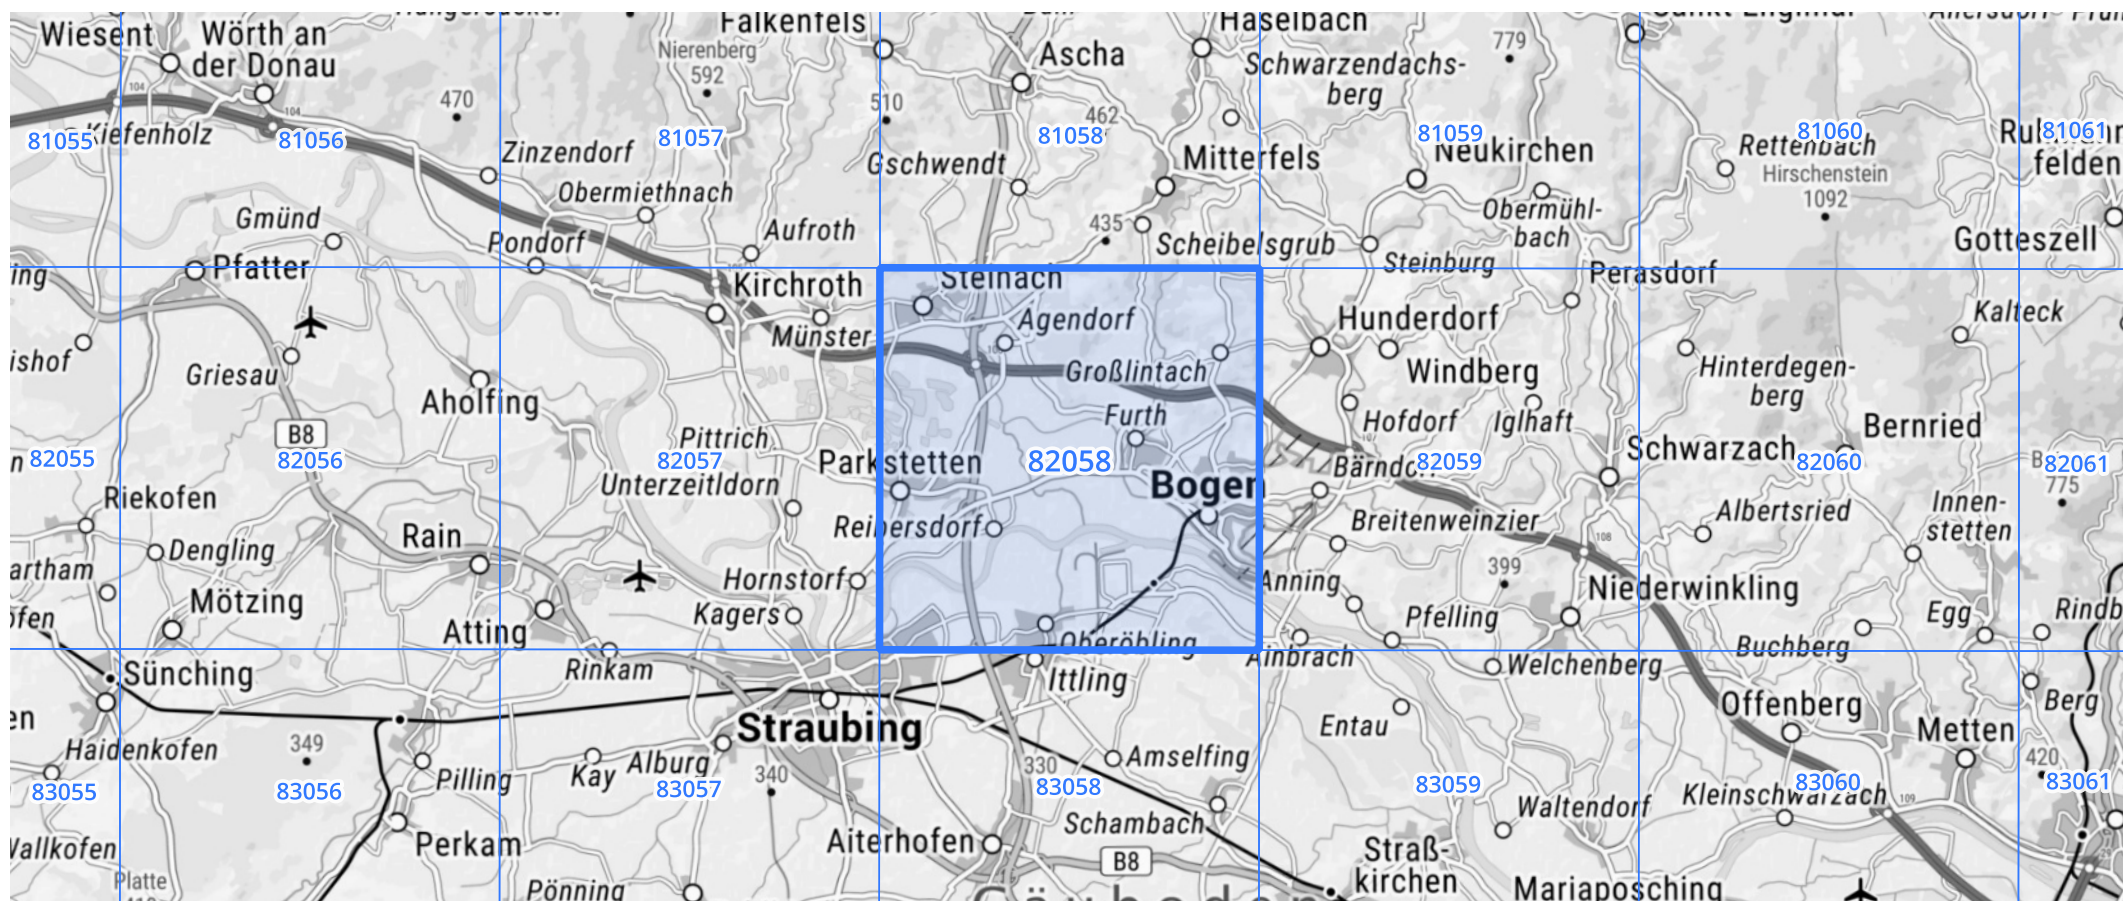 Wiesent
Wörth an
der Donau
Falkenfels
Haselbach
Ascha
Nierenberg
592
Schwarzendachs-
berg
779
104
104
470
510
462
81055
Kiefenholz
81056
81057
81058
81059
81060
81061
Zinzendorf
Gschwendt
Mitterfels
Neukirchen
Rettenbach
Hirschenstein
1092
felden
Obermiethnach
Gmünd
Aufroth
435
Obermühl-
bach
Pondorf
Scheibelsgrub
Gotteszell
Pfatter
Steinburg
Perasdorf
Kirchroth
Steinach
Münster
Agendorf
Hunderdorf
Kalteck
Griesau
Großlintach
Windberg
Hinterdegen-
berg
Aholfing
Furth
Hofdorf
Iglhaft
Bernried
B8
Pittrich
Schwarzach
82055
82056
82057
Parkstetten
82058
Bärndorf
82059
82060
82061
775
Unterzeitldorn
Bogen
Riekofen
Innen-
stetten
Albertsried
Reibersdorf
Breitenweinzier
Rain
108
Dengling
399
Hornstorf
Anning
Niederwinkling
Mötzing
Kagers
Pfelling
Egg
Atting
Oberöbling
Buchberg
Ainbrach
Rinkam
Welchenberg
Sünching
Ittling
Berg
Offenberg
Entau
Metten
Straubing
Haidenkofen
349
Amselfing
Alburg
340
330
420
Kay
Pilling
83055
83056
83057
83058
83059
83060
83061
Kleinschwarzach
109
Waltendorf
Schambach
Perkam
Aiterhofen
B8
Straß-
kirchen
Platte
Pönning
Mariaposching